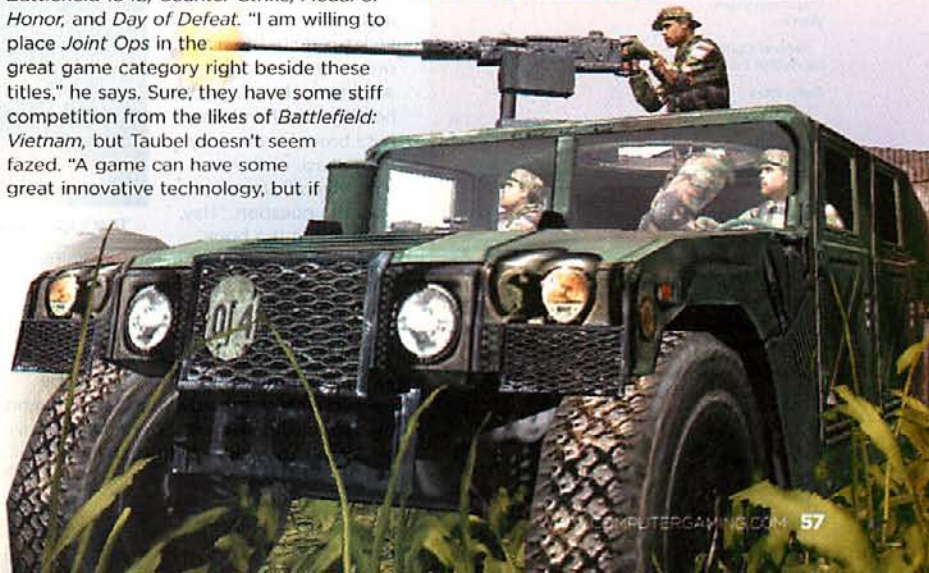 Honor, and Day of Defeat. “I am willing to
place Joint Ops in the
great game category right beside these
titles,” he says. Sure, they have some stiff
competition from the likes of Battlefield:
Vietnam, but Taubel doesn’t seem
fazed. “A game can have some
great innovative technology, but if
COMPUTERGAMING.COM 57